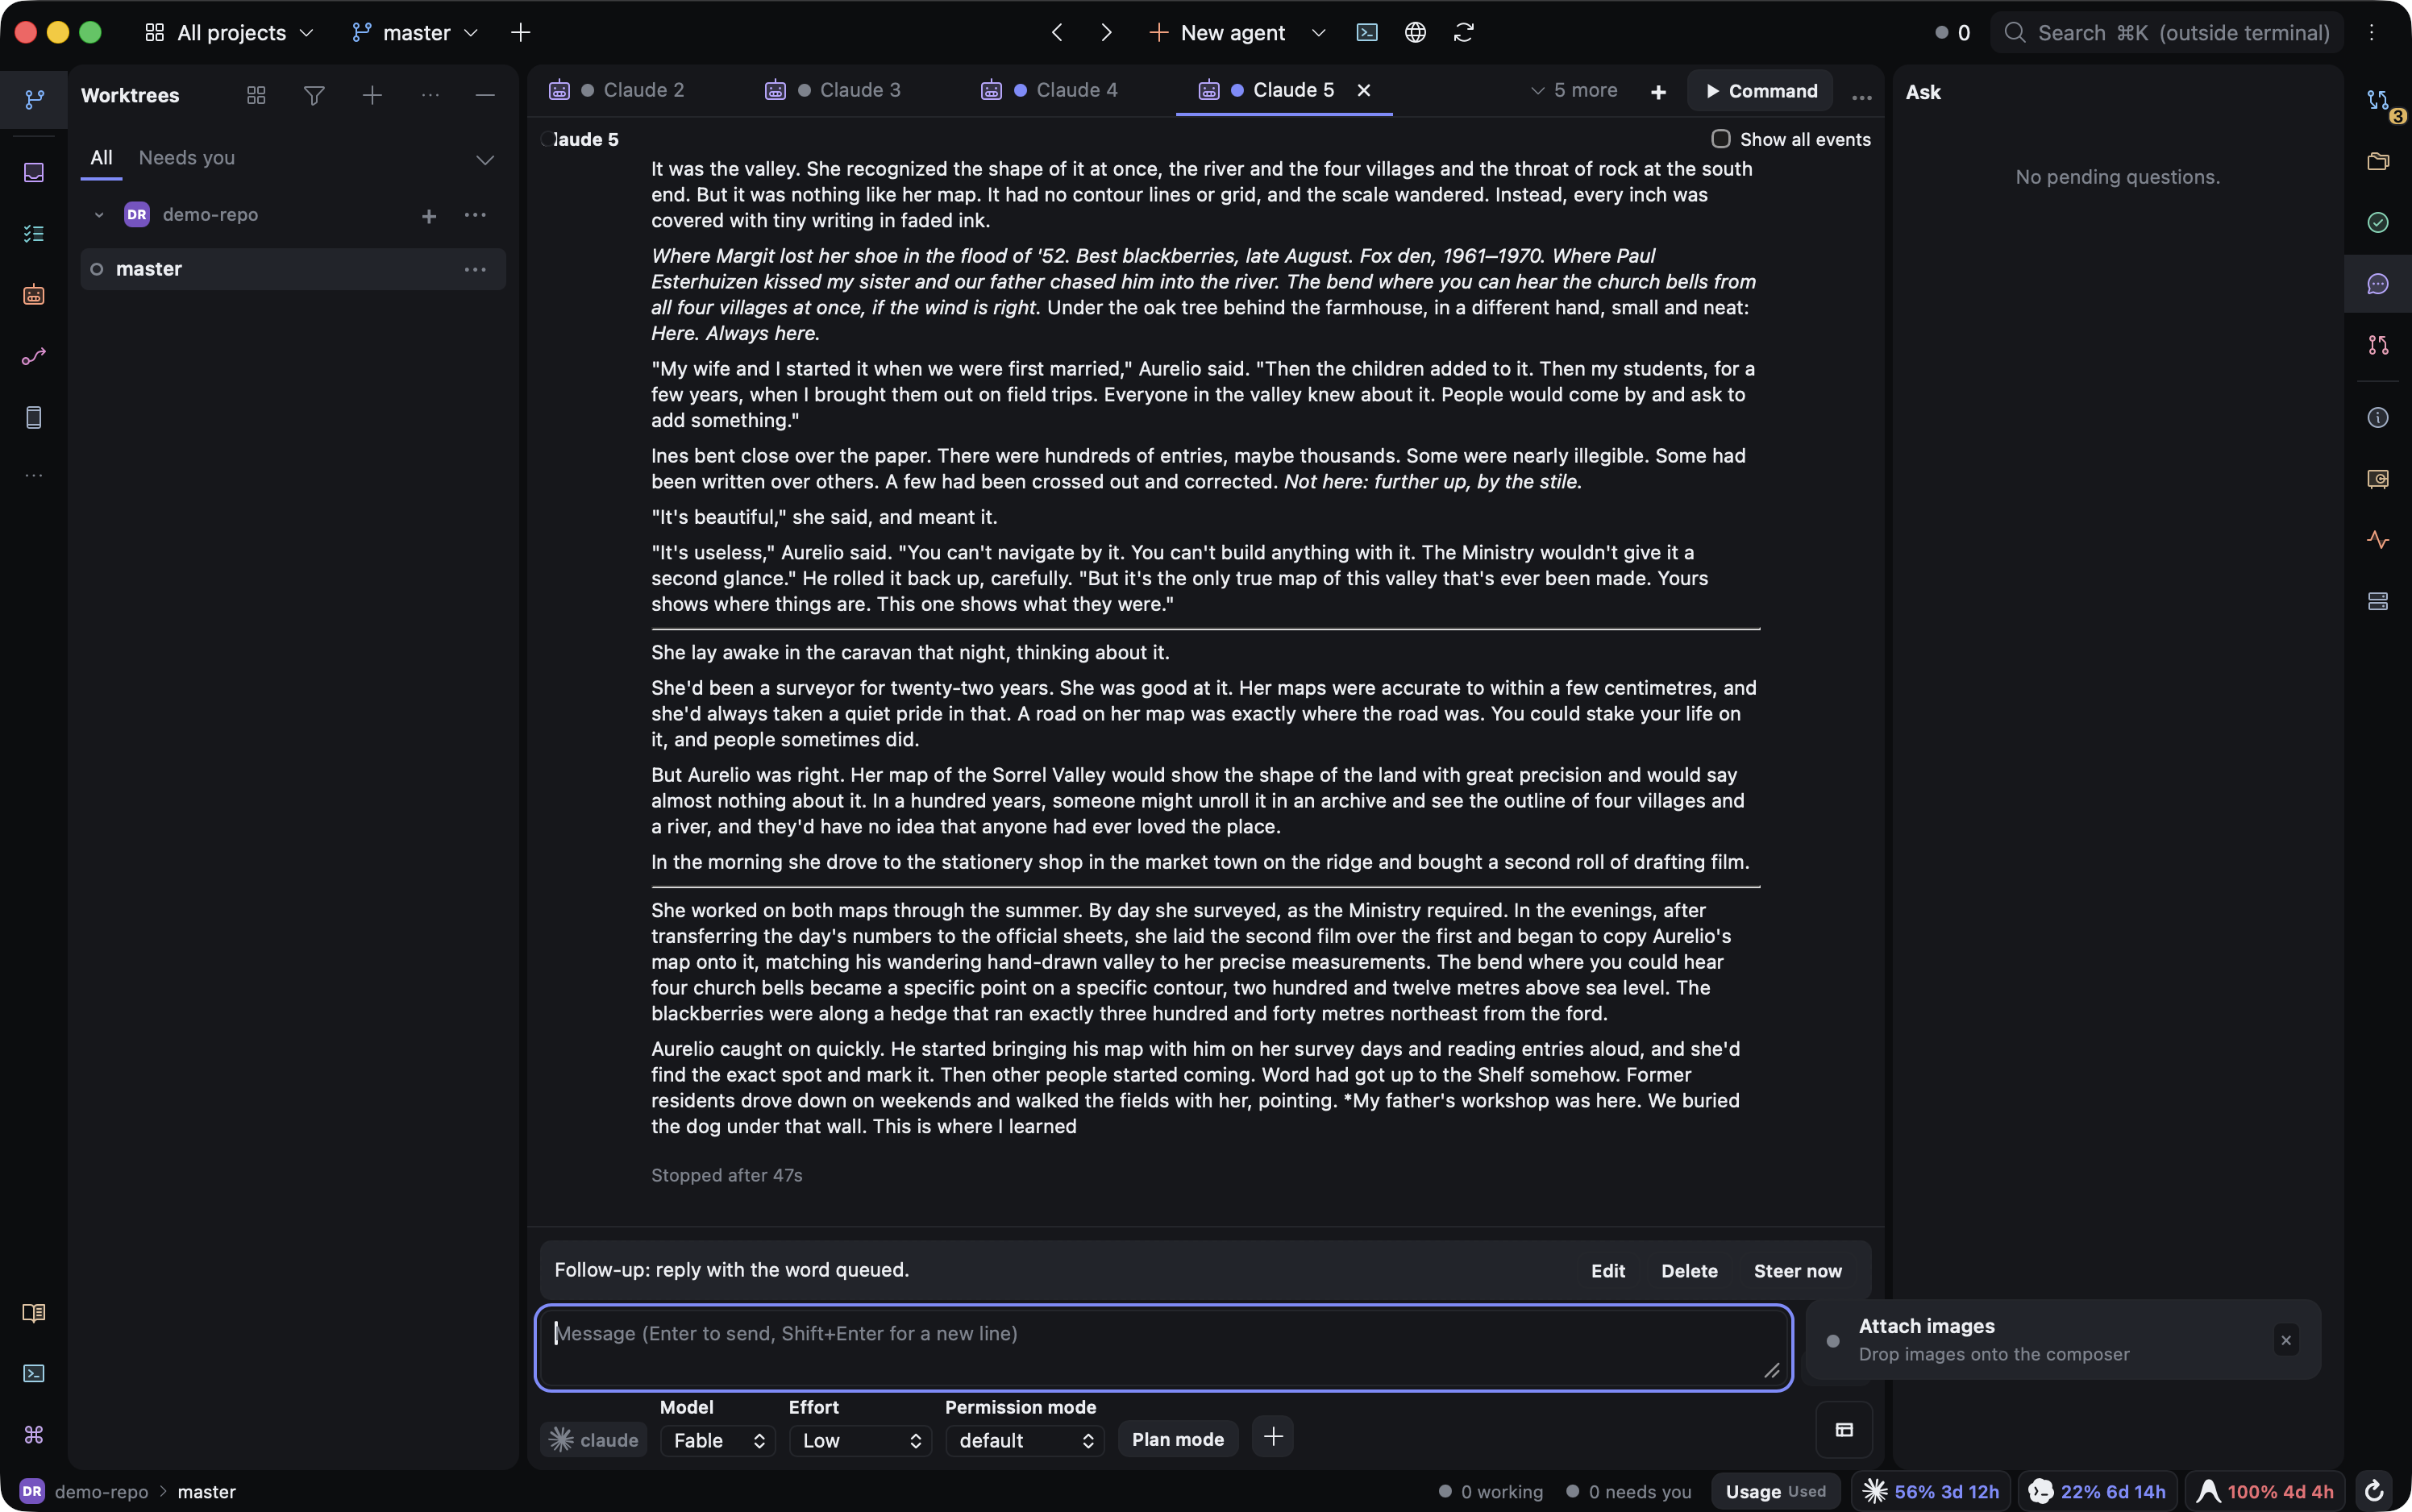 All projects
master
New agent
0
Search ⌘K (outside terminal)
Worktrees
All
Needs you
DR
demo-repo
master
Claude 2
Claude 3
Claude 4
Claude 5
5 more
Command
laude 5
Show all events
It was the valley. She recognized the shape of it at once, the river and the four villages and the throat of rock at the south
end. But it was nothing like her map. It had no contour lines or grid, and the scale wandered. Instead, every inch was
covered with tiny writing in faded ink.
Where Margit lost her shoe in the flood of '52. Best blackberries, late August. Fox den, 1961–1970. Where Paul
Esterhuizen kissed my sister and our father chased him into the river. The bend where you can hear the church bells from
all four villages at once, if the wind is right. Under the oak tree behind the farmhouse, in a different hand, small and neat:
Here. Always here.
"My wife and I started it when we were first married," Aurelio said. "Then the children added to it. Then my students, for a
few years, when I brought them out on field trips. Everyone in the valley knew about it. People would come by and ask to
add something."
Ines bent close over the paper. There were hundreds of entries, maybe thousands. Some were nearly illegible. Some had
been written over others. A few had been crossed out and corrected. Not here: further up, by the stile.
"It's beautiful," she said, and meant it.
"It's useless," Aurelio said. "You can't navigate by it. You can't build anything with it. The Ministry wouldn't give it a
second glance." He rolled it back up, carefully. "But it's the only true map of this valley that's ever been made. Yours
shows where things are. This one shows what they were."
She lay awake in the caravan that night, thinking about it.
She'd been a surveyor for twenty-two years. She was good at it. Her maps were accurate to within a few centimetres, and
she'd always taken a quiet pride in that. A road on her map was exactly where the road was. You could stake your life on
it, and people sometimes did.
But Aurelio was right. Her map of the Sorrel Valley would show the shape of the land with great precision and would say
almost nothing about it. In a hundred years, someone might unroll it in an archive and see the outline of four villages and
a river, and they'd have no idea that anyone had ever loved the place.
In the morning she drove to the stationery shop in the market town on the ridge and bought a second roll of drafting film.
She worked on both maps through the summer. By day she surveyed, as the Ministry required. In the evenings, after
transferring the day's numbers to the official sheets, she laid the second film over the first and began to copy Aurelio's
map onto it, matching his wandering hand-drawn valley to her precise measurements. The bend where you could hear
four church bells became a specific point on a specific contour, two hundred and twelve metres above sea level. The
blackberries were along a hedge that ran exactly three hundred and forty metres northeast from the ford.
Aurelio caught on quickly. He started bringing his map with him on her survey days and reading entries aloud, and she'd
find the exact spot and mark it. Then other people started coming. Word had got up to the Shelf somehow. Former
residents drove down on weekends and walked the fields with her, pointing. *My father's workshop was here. We buried
the dog under that wall. This is where I learned
Stopped after 47s
Follow-up: reply with the word queued.
Edit
Delete
Steer now
Message (Enter to send, Shift+Enter for a new line)
claude
Model
Fable
Effort
Low
Permission mode
default
Plan mode
Ask
No pending questions.
3
Attach images
Drop images onto the composer
DR
demo-repo
master
0 working
0 needs you
Usage Used
56% 3d 12h
22% 6d 14h
100% 4d 4h